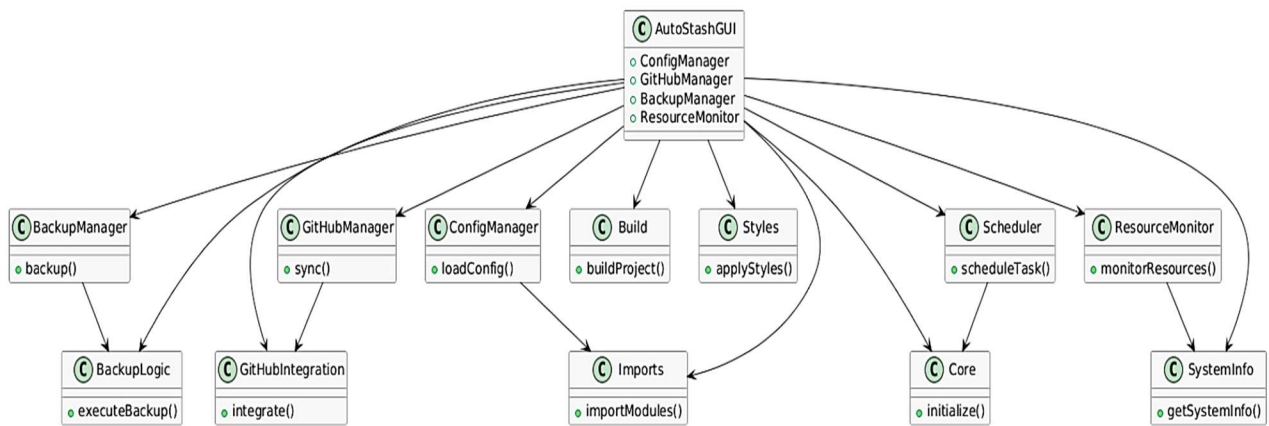 C AutoStashGUI
ConfigManager
GitHubManager
BackupManager
ResourceMonitor
C BackupManager
backup()
C GitHubManager
sync()
C ConfigManager
loadConfig()
C Build
buildProject()
C Styles
applyStyles()
C Scheduler
scheduleTask()
C ResourceMonitor
monitorResources()
C BackupLogic
executeBackup()
C GitHubIntegration
integrate()
C Imports
importModules()
C Core
initialize()
C SystemInfo
getSystemInfo()